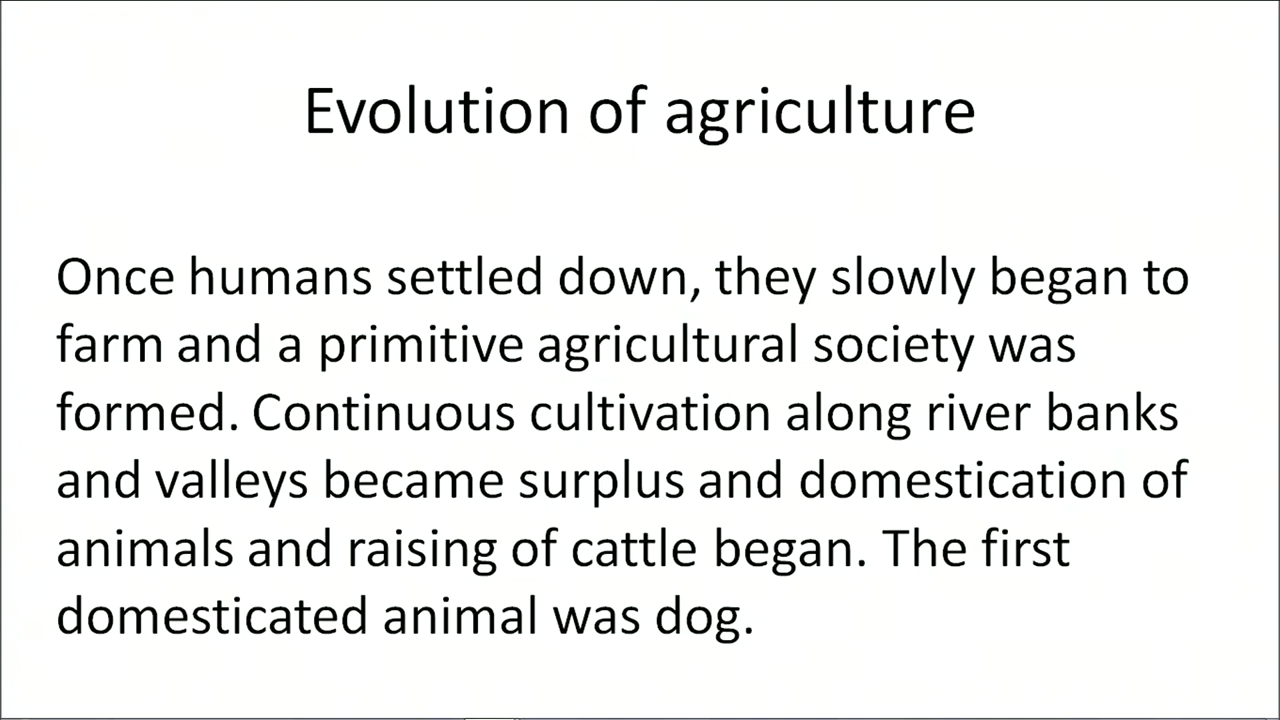 Evolution of agriculture
Once humans settled down, they slowly began to
farm and a primitive agricultural society was
formed. Continuous cultivation along river banks
and valleys became surplus and domestication of
animals and raising of cattle began. The first
domesticated animal was dog.